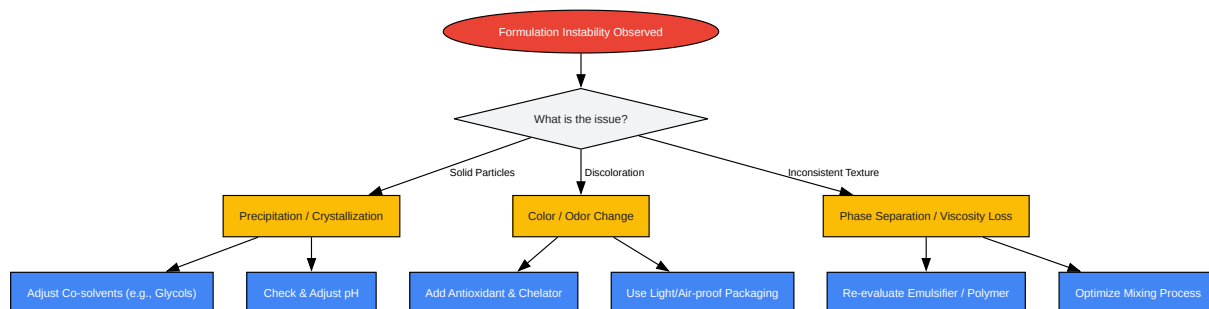 Formulation Instability Observed
What is the issue?
Solid Particles
Discoloration
Inconsistent Texture
Precipitation / Crystallization
Color / Odor Change
Phase Separation / Viscosity Loss
Adjust Co-solvents (e.g., Glycols)
Check & Adjust pH
Add Antioxidant & Chelator
Use Light/Air-proof Packaging
Re-evaluate Emulsifier / Polymer
Optimize Mixing Process